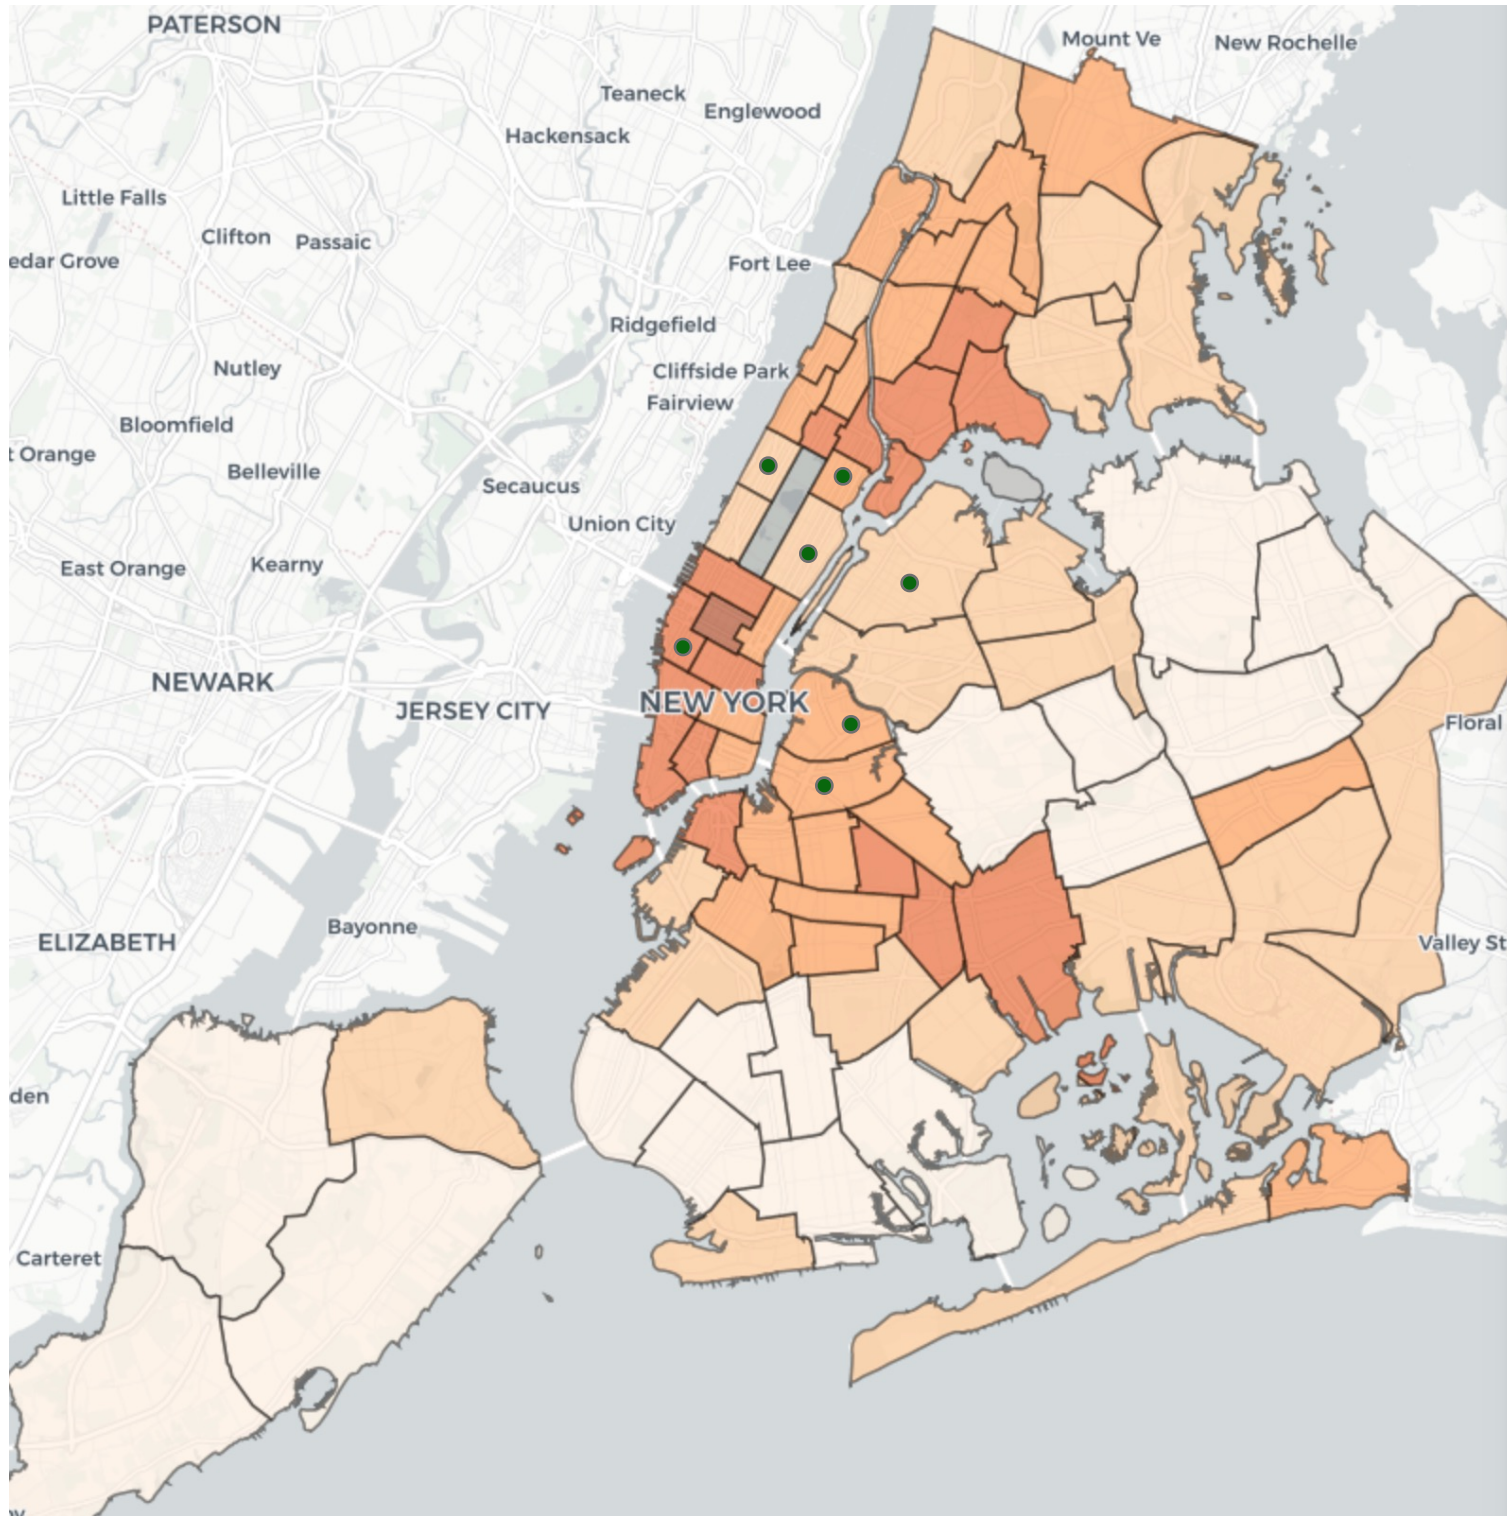 PATERSON
Mount Ve
New Rochelle
Teaneck
Englewood
Hackensack
Little Falls
Clifton
Passaic
edar Grove
Fort Lee
Ridgefield
Nutley
Cliffside Park
Fairview
Bloomfield
t Orange
Belleville
Secaucus
Union City
East Orange
Kearny
NEWARK
JERSEY CITY
NEW YORK
Floral
Bayonne
ELIZABETH
Valley St
den
Carteret